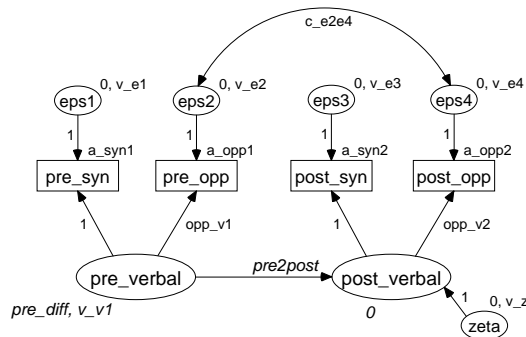 c_e2e4
0, v_e1
0, v_e2
0, v_e3
0, v_e4
eps1
eps2
eps3
eps4
1
1
1
1
a_syn1
a_opp1
a_syn2
a_opp2
pre_syn
pre_opp
post_syn
post_opp
1
opp_v1
1
opp_v2
pre_verbal
pre2post
post_verbal
pre_diff, v_v1
0
1
0, v_z
zeta